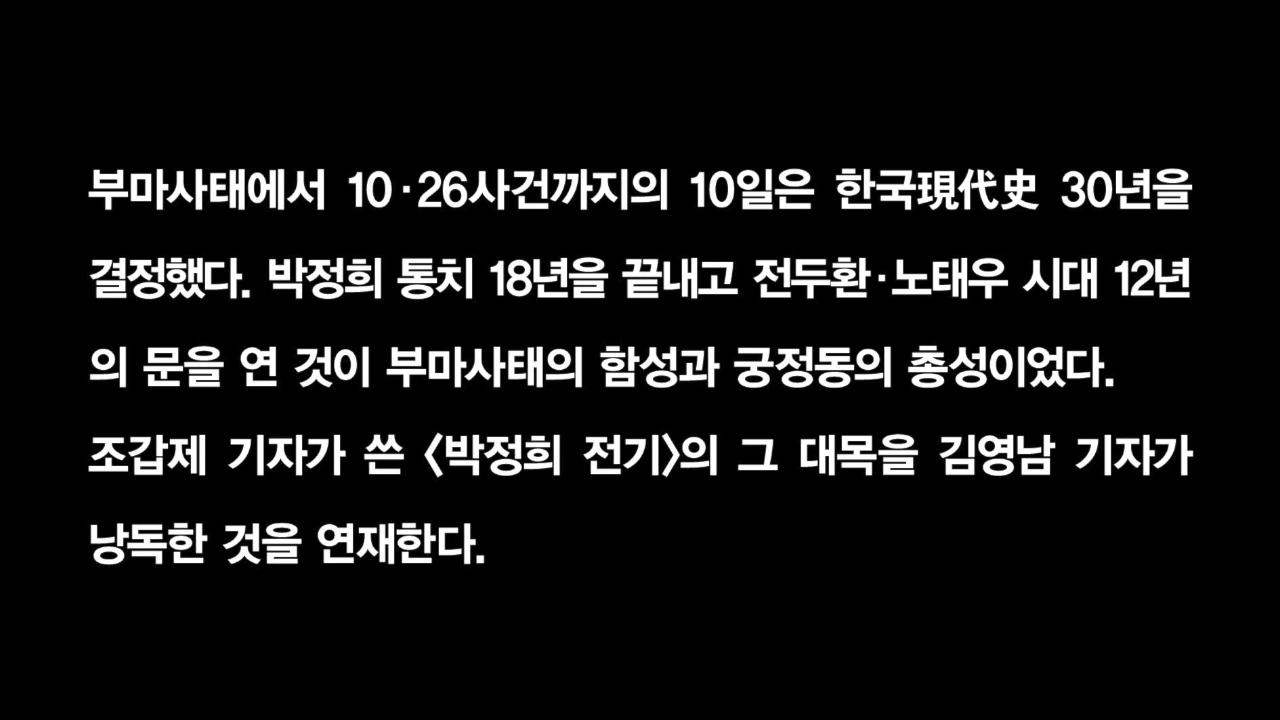 부마사태에서 10·26사건까지의 10일은 한국現代史 30년을
결정했다. 박정희 통치 18년을 끝내고 전두환·노태우 시대 12년
의 문을 연 것이 부마사태의 함성과 궁정동의 총성이었다.
조갑제 기자가 쓴 〈박정희 전기〉의 그 대목을 김영남 기자가
낭독한 것을 연재한다.